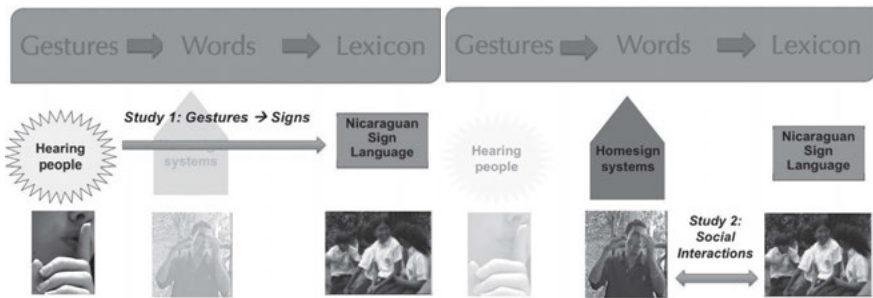 Gestures Words Lexicon
Study 1: Gestures → Signs
Hearing
people
systems
Nicaraguan
Sign
Language
Gestures Words Lexicon
Hearing
people
Homesign
systems
Nicaraguan
Sign
Language
Study 2:
Social
Interactions